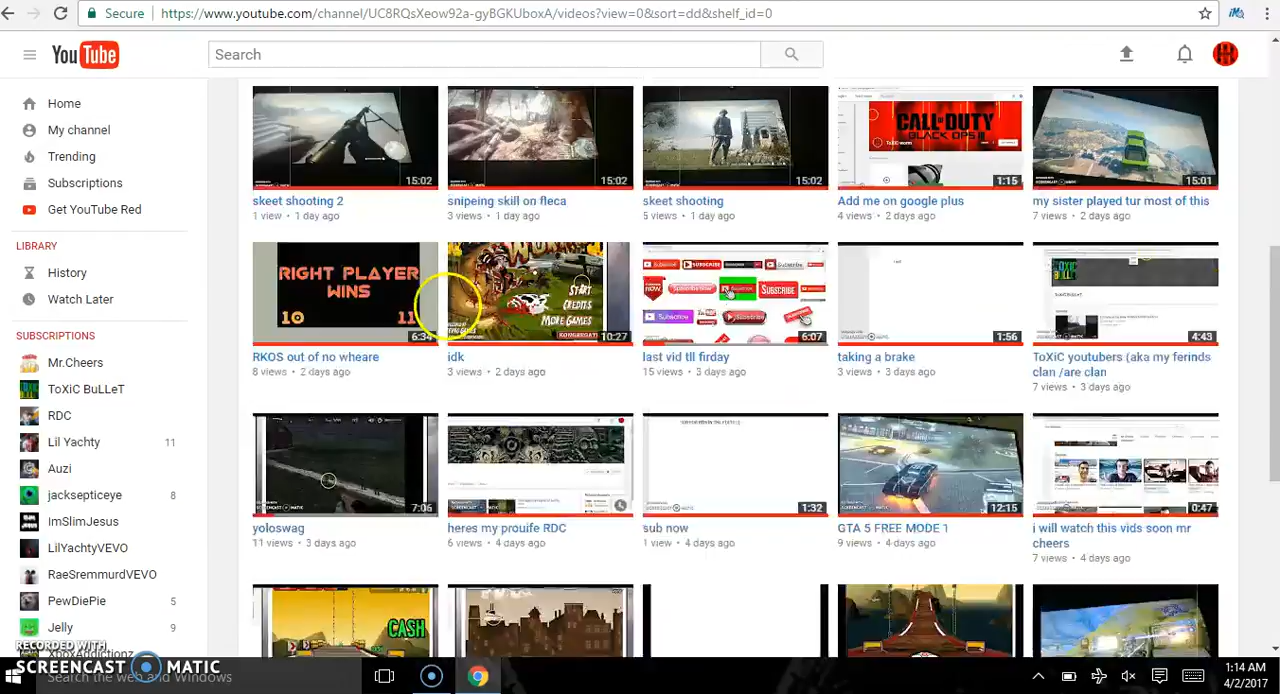 Secure https://www.youtube.com/channel/UC8RQsXeow92a-gyBGKUboxA/videos?view=0&sort=dd&shelf_id=0
YouTube
Search
Home
My channel
Trending
Subscriptions
Get YouTube Red
LIBRARY
History
Watch Later
SUBSCRIPTIONS
Mr.Cheers
ToXiC BuLLeT
RDC
Lil Yachty 11
Auzi
jacksepticeye 8
ImSlimJesus
LilYachtyVEVO
RaeSremmurdVEVO
PewDiePie 5
Jelly 9
15:02
skeet shooting 2
1 view • 1 day ago
15:02
snipeing skill on fleca
3 views • 1 day ago
15:02
skeet shooting
5 views • 1 day ago
CALL OF DUTY
BLACK OPS III
1:15
Add me on google plus
4 views • 2 days ago
15:01
my sister played tur most of this
7 views • 2 days ago
RIGHT PLAYER
WINS
10 11
6:34
RKOS out of no wheare
8 views • 2 days ago
START
CREDITS
MORE GAMES
10:27
idk
3 views • 2 days ago
SUBSCRIBE
Subscribe
6:07
last vid til firday
15 views • 3 days ago
1:56
taking a brake
3 views • 3 days ago
4:43
ToXiC youtubers (aka my ferinds
clan /are clan
7 views • 3 days ago
7:06
yoloswag
11 views • 3 days ago
heres my prouife RDC
6 views • 4 days ago
1:32
sub now
1 view • 4 days ago
12:15
GTA 5 FREE MODE 1
9 views • 4 days ago
0:47
i will watch this vids soon mr
cheers
7 views • 4 days ago
CASH
RECORDED WITH
SCREENCAST MATIC
Search the web and Windows
1:14 AM
4/2/2017